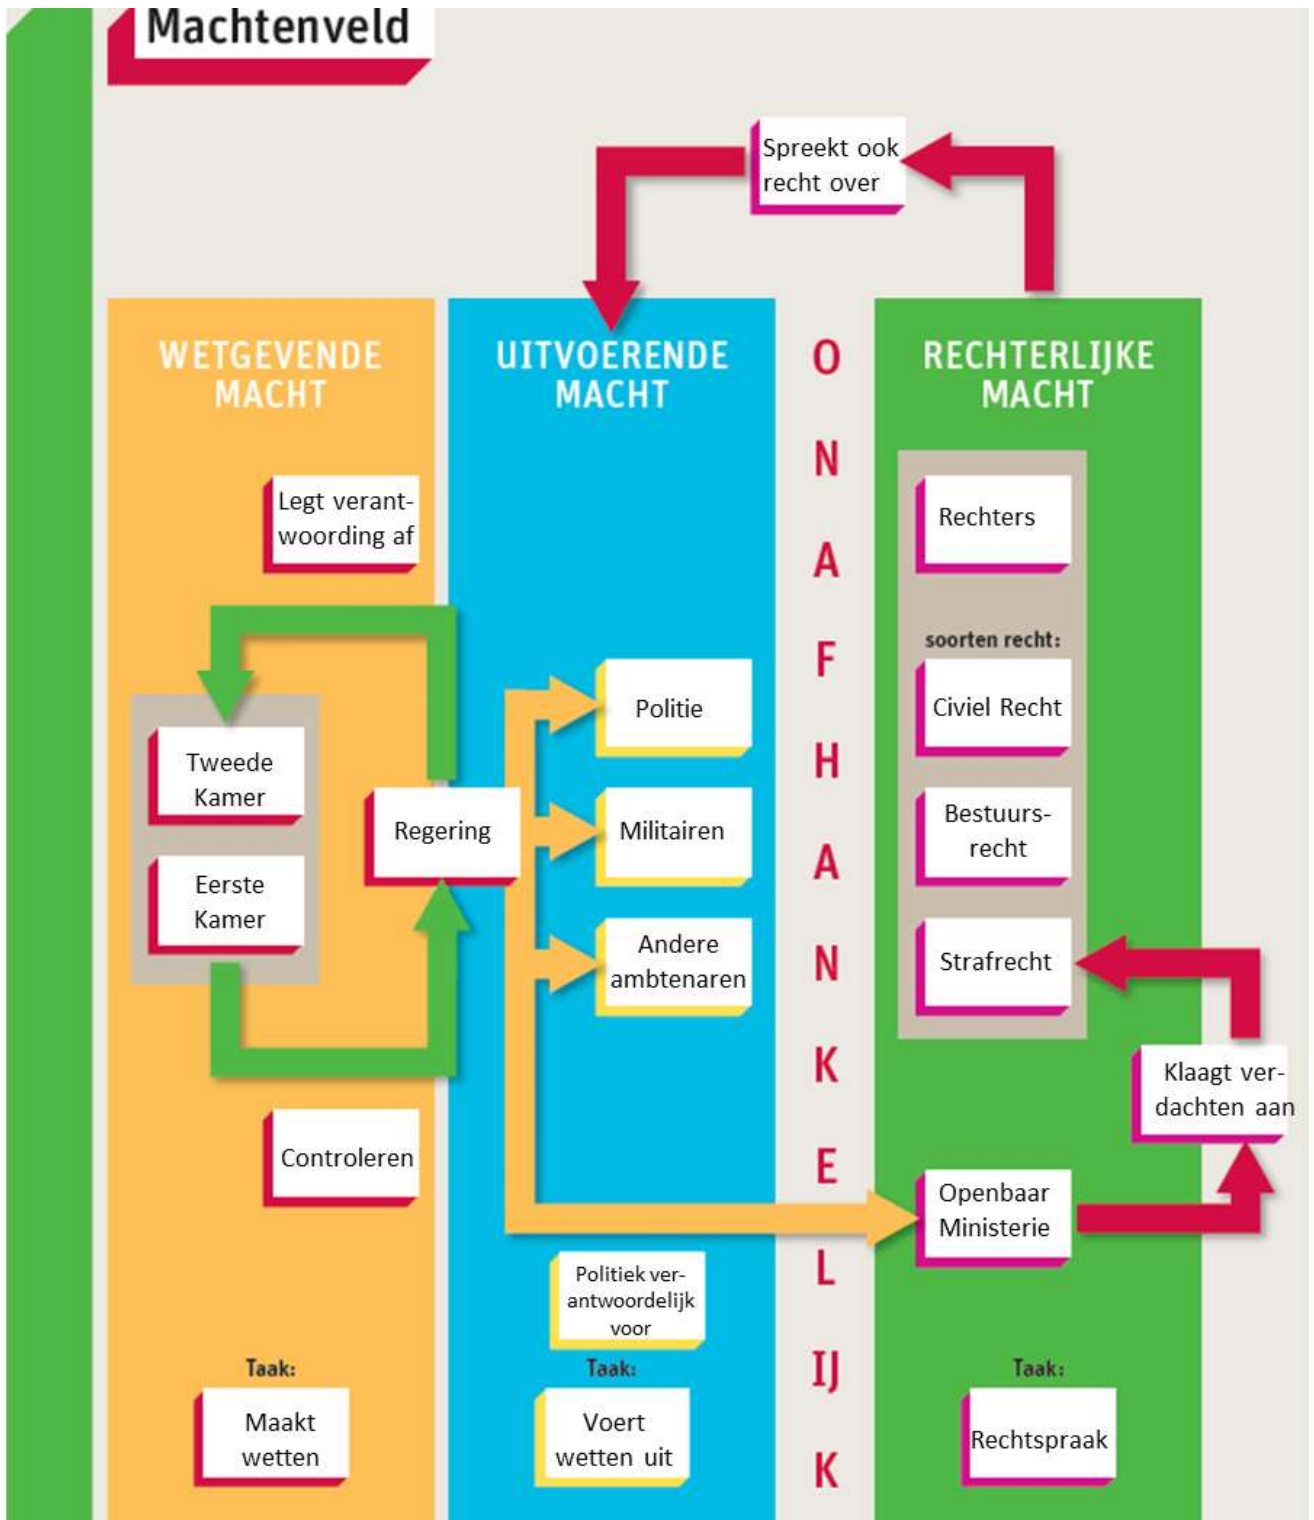 Machtenveld
Spreekt ook
recht over
WETGEVENDE
MACHT
Legt verant-
woording af
Tweede
Kamer
Eerste
Kamer
Regering
Controleren
Taak:
Maakt
wetten
UITVOERENDE
MACHT
Politie
Militairen
Andere
ambtenaren
Politiek ver-
antwoordelijk
voor
Taak:
Voert
wetten uit
O
N
A
F
H
A
N
K
E
L
IJ
K
RECHTERLIJKE
MACHT
Rechters
soorten recht:
Civiel Recht
Bestuurs-
recht
Strafrecht
Klaagt ver-
dachten aan
Openbaar
Ministerie
Taak:
Rechtspraak